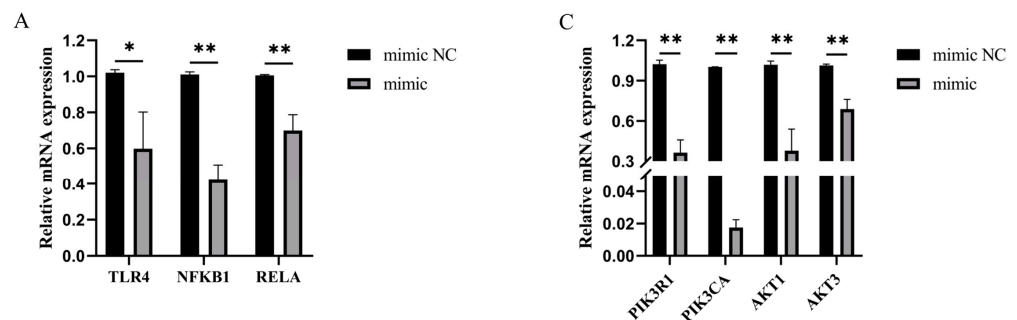 A
Relative mRNA expression
1.2
1.0
0.8
0.6
0.4
0.2
0.0
*
**
**
TLR4
NFKB1
RELA
mimic NC
mimic
C
Relative mRNA expression
1.2
0.9
0.6
0.3
0.04
0.02
0.00
**
**
**
**
PIK3R1
PIK3CA
AKT1
AKT3
mimic NC
mimic